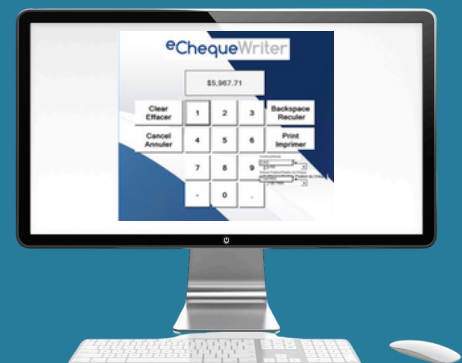 eChequeWriter
$5,967.71
Clear
Effacer
1
2
3
Backspace
Reculer
Cancel
Annuler
4
5
6
Print
Imprimer
7
8
9
-
0
.